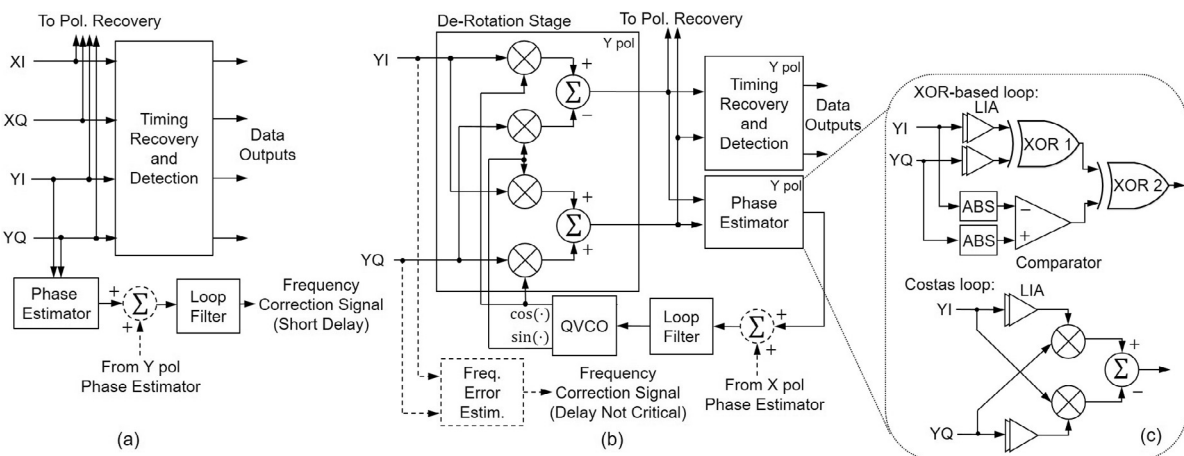 (a)
To Pol. Recovery
XI
XQ
YI
YQ
Timing
Recovery
and
Detection
Data
Outputs
Phase
Estimator
+
Σ
+
Loop
Filter
Frequency
Correction Signal
(Short Delay)
From Y pol
Phase Estimator
De-Rotation Stage
To Pol. Recovery
Y pol
YI
YQ
+
Σ
−
+
Σ
+
Y pol
Timing
Recovery
and
Detection
Data
Outputs
Y pol
Phase
Estimator
cos(·)
sin(·)
QVCO
Loop
Filter
Σ
+
+
Freq.
Error
Estim.
Frequency
Correction Signal
(Delay Not Critical)
From X pol
Phase Estimator
(b)
XOR-based loop:
LIA
YI
YQ
XOR 1
XOR 2
ABS
−
ABS
+
Comparator
Costas loop:
LIA
YI
YQ
+
Σ
−
(c)